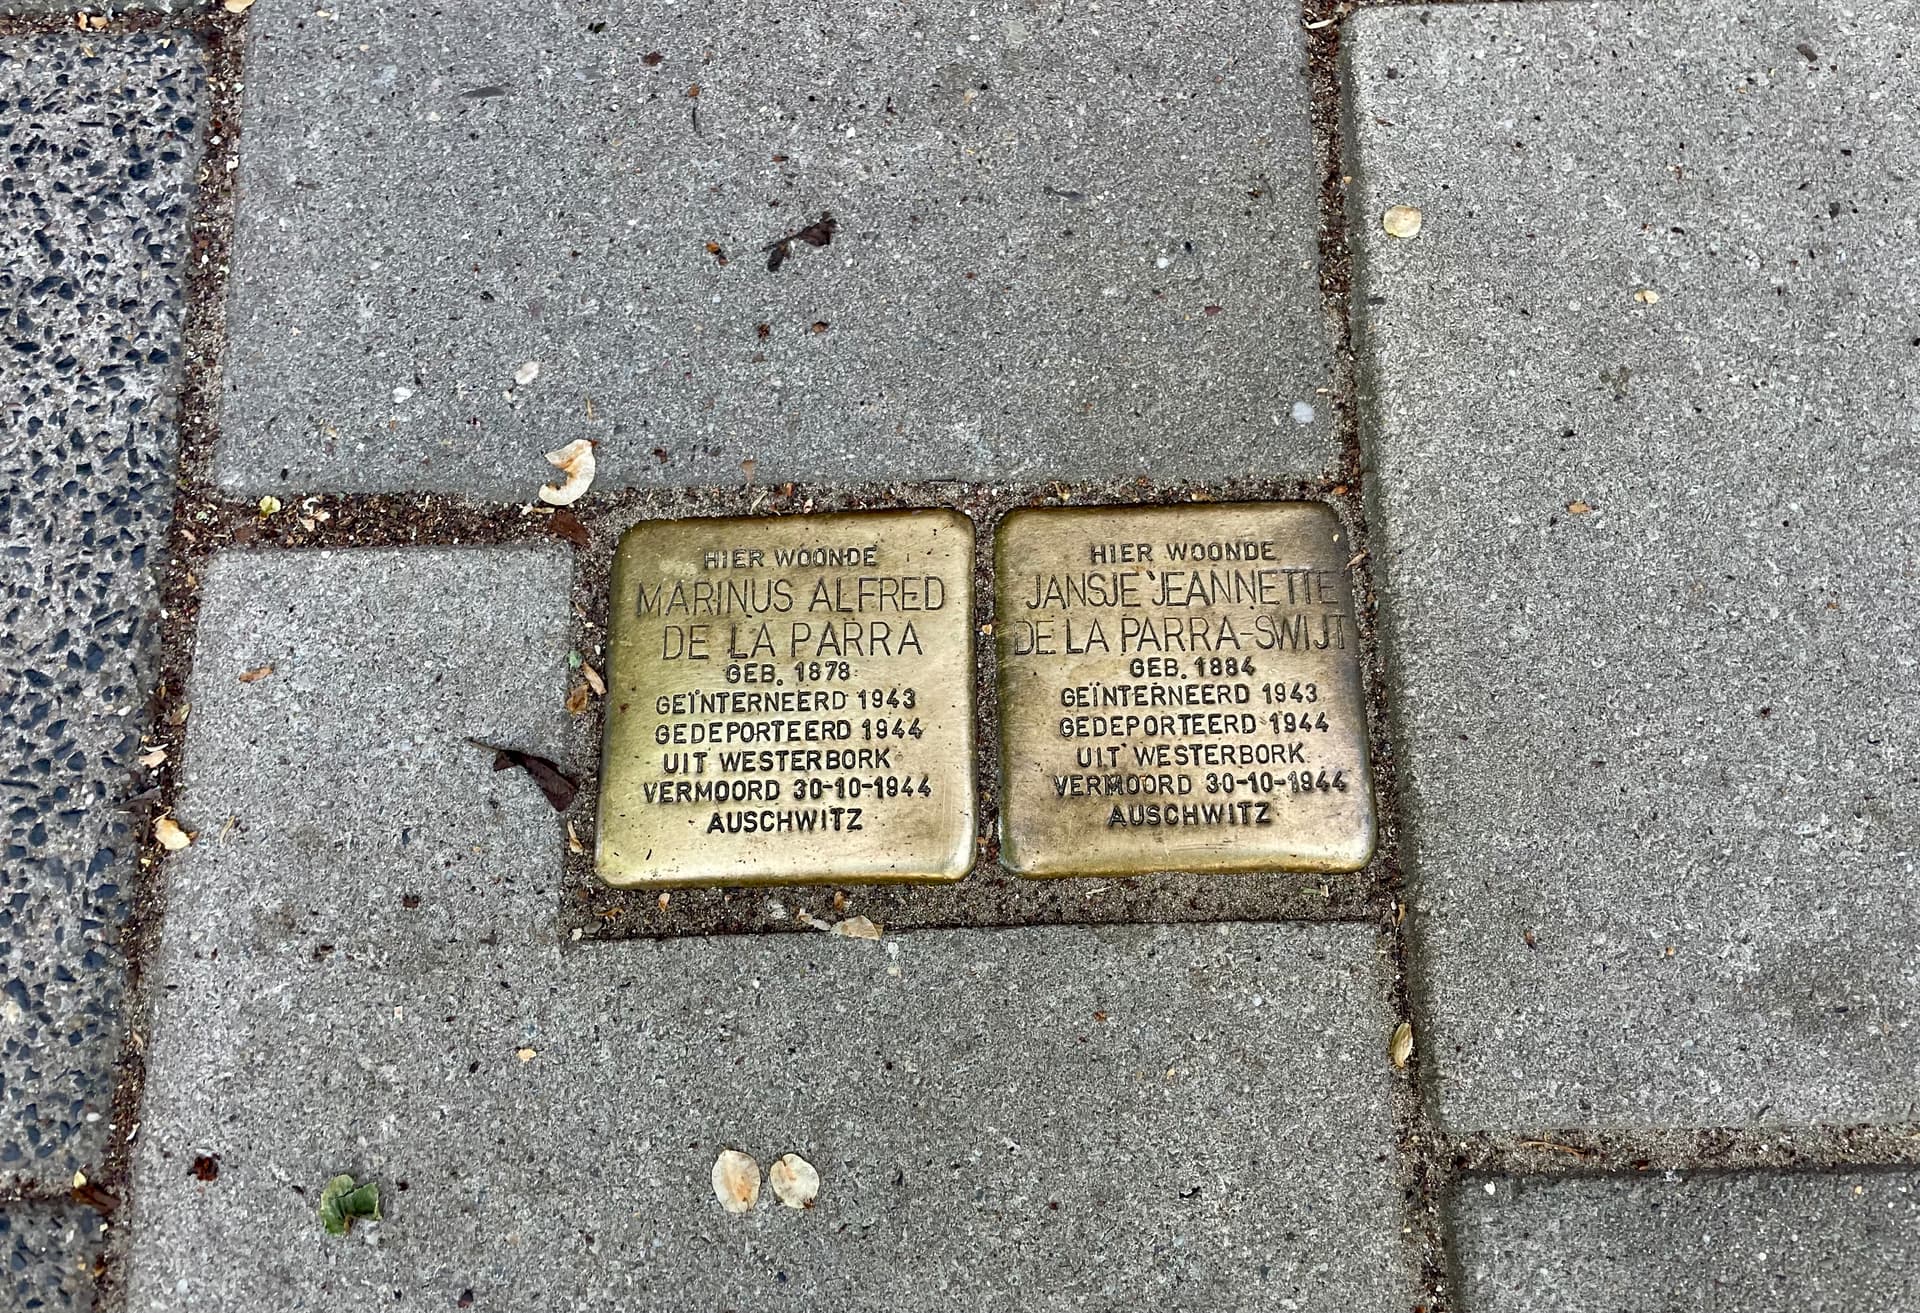 HIER WOONDE
MARINUS ALFRED
DE LA PARRA
GEB. 1878
GEÏNTERNEERD 1943
GEDEPORTEERD 1944
UIT WESTERBORK
VERMOORD 30-10-1944
AUSCHWITZ
HIER WOONDE
JANSJE JEANNETTE
DE LA PARRA-SWIJT
GEB. 1884
GEÏNTERNEERD 1943
GEDEPORTEERD 1944
UIT WESTERBORK
VERMOORD 30-10-1944
AUSCHWITZ